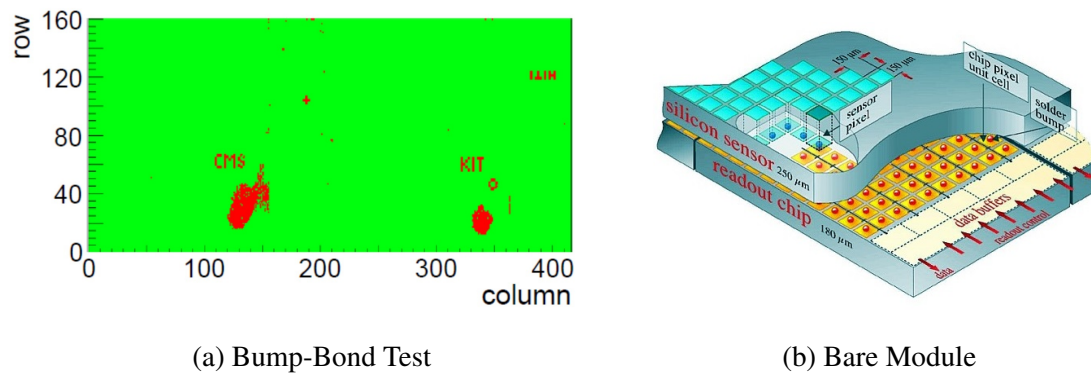 row
160
120
80
40
0
CMS
KIT
HITI
0
100
200
300
400
column
(a) Bump-Bond Test
150 µm
150 µm
chip pixel
unit cell
solder
bump
sensor
pixel
silicon sensor
250 µm
readout chip
180 µm
data buffers
readout control
data
(b) Bare Module